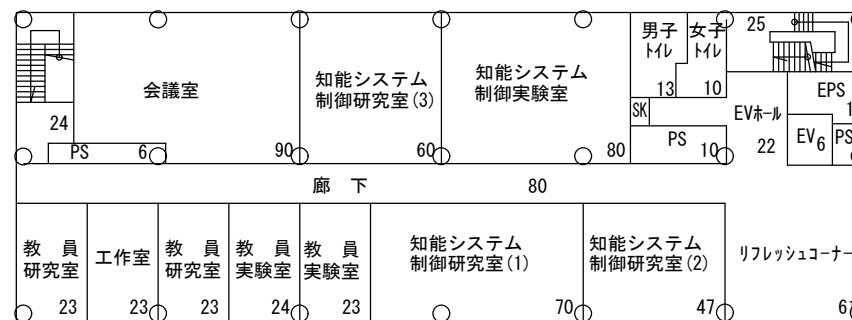 男子
トイレ
13
女子
トイレ
10
25
会議室
90
知能システム
制御研究室(3)
60
知能システム
制御実験室
80
24
PS
6
SK
PS
10
EVホール
22
EPS
1
EV
6
PS
廊 下
80
教 員
研究室
23
工作室
23
教 員
研究室
23
教 員
実験室
24
教 員
実験室
23
知能システム
制御研究室(1)
70
知能システム
制御研究室(2)
47
リフレッシュコーナー